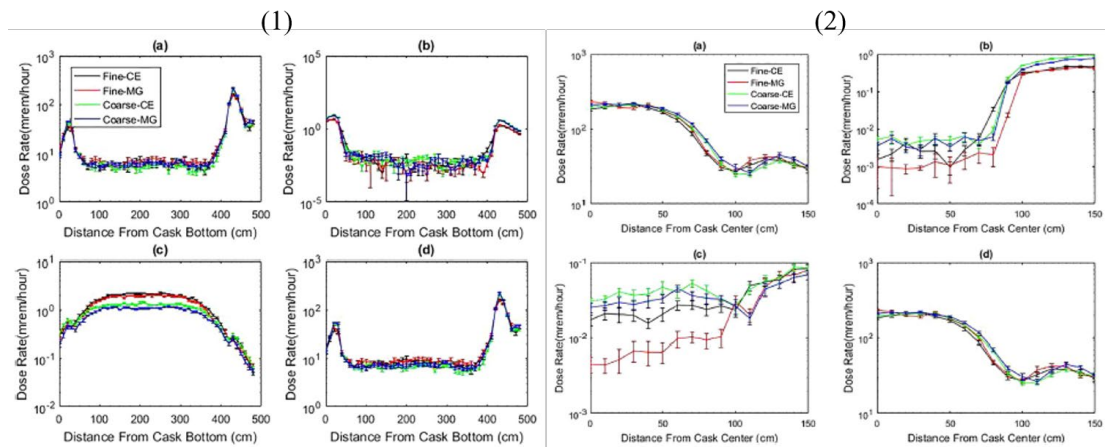 (1)
(a)
Dose Rate(mrem/hour)
10^3
10^2
10^1
10^0
Fine-CE
Fine-MG
Coarse-CE
Coarse-MG
0 100 200 300 400 500
Distance From Cask Bottom (cm)
(b)
Dose Rate(mrem/hour)
10^5
10^0
10^-5
0 100 200 300 400 500
Distance From Cask Bottom (cm)
(c)
Dose Rate(mrem/hour)
10^1
10^0
10^-1
10^-2
0 100 200 300 400 500
Distance From Cask Bottom (cm)
(d)
Dose Rate(mrem/hour)
10^3
10^2
10^1
10^0
0 100 200 300 400 500
Distance From Cask Bottom (cm)
(2)
(a)
Dose Rate(mrem/hour)
10^3
10^2
10^1
Fine-CE
Fine-MG
Coarse-CE
Coarse-MG
0 50 100 150
Distance From Cask Center (cm)
(b)
Dose Rate(mrem/hour)
10^0
10^-1
10^-2
10^-3
10^-4
0 50 100 150
Distance From Cask Center (cm)
(c)
Dose Rate(mrem/hour)
10^-1
10^-2
10^-3
0 50 100 150
Distance From Cask Center (cm)
(d)
Dose Rate(mrem/hour)
10^3
10^2
10^1
0 50 100 150
Distance From Cask Center (cm)